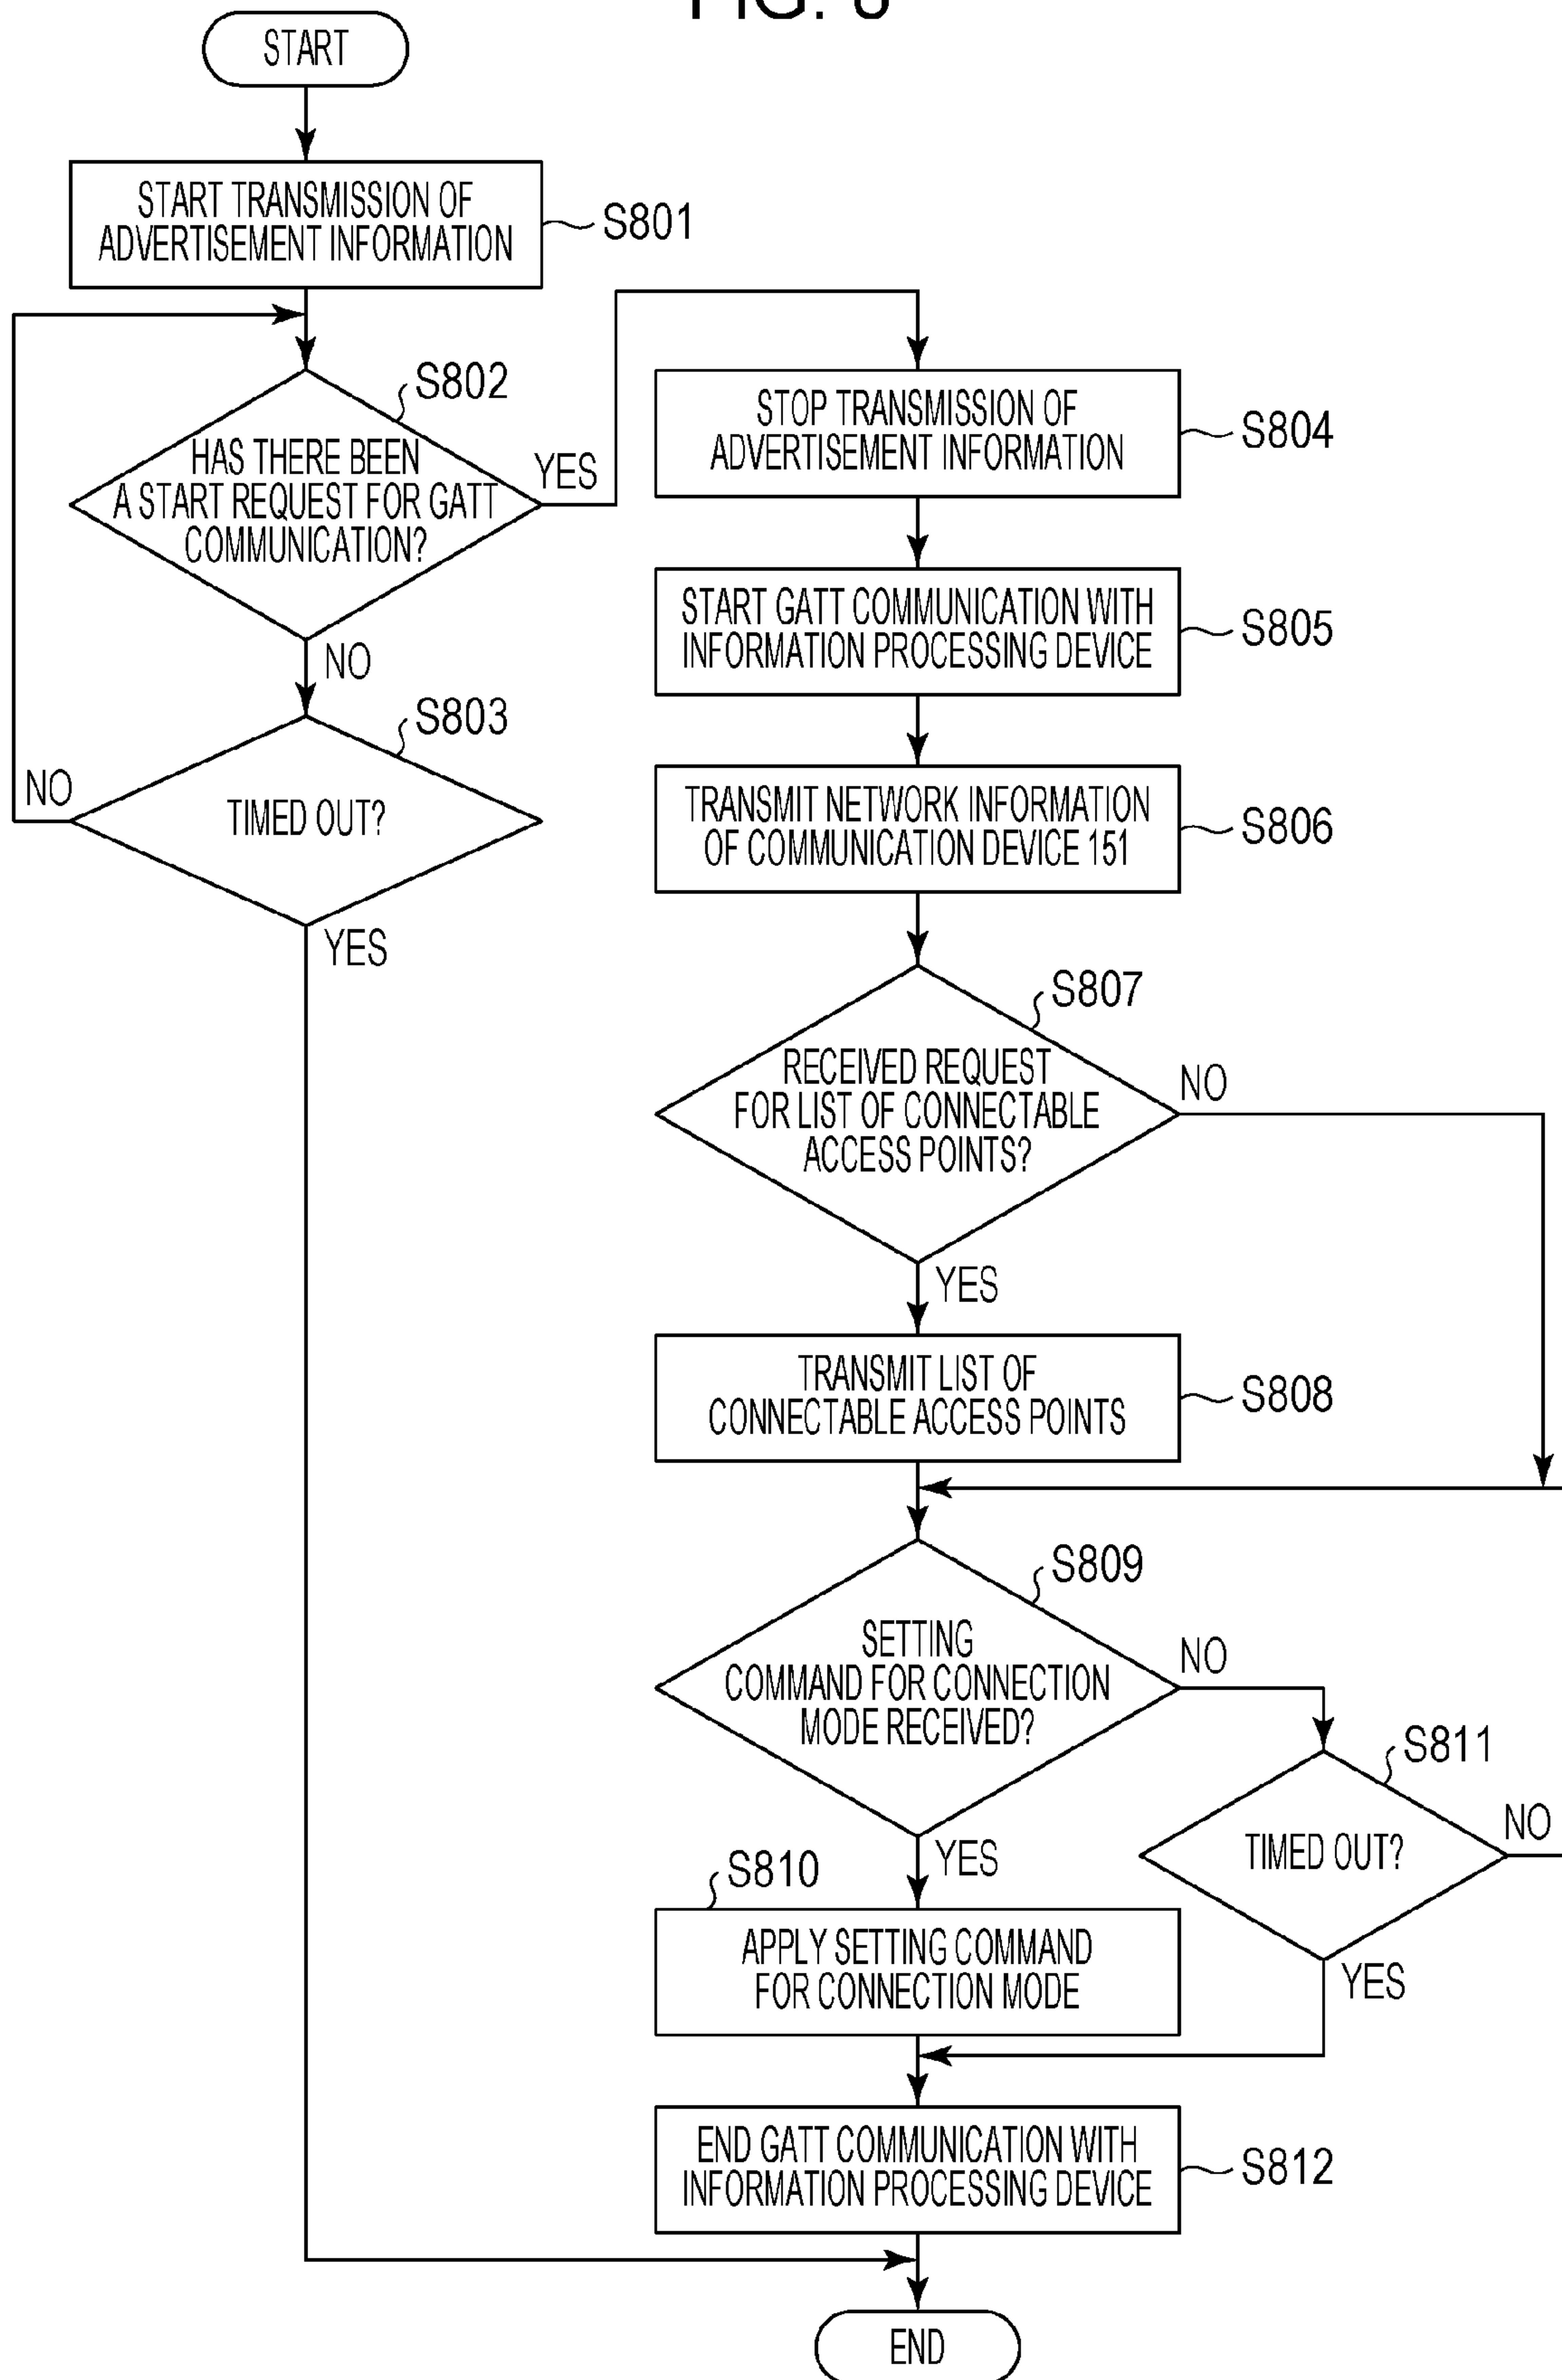 FIG. 8
START
START TRANSMISSION OF
ADVERTISEMENT INFORMATION
S801
S802
HAS THERE BEEN
A START REQUEST FOR GATT
COMMUNICATION?
YES
NO
S803
TIMED OUT?
NO
YES
STOP TRANSMISSION OF
ADVERTISEMENT INFORMATION
S804
START GATT COMMUNICATION WITH
INFORMATION PROCESSING DEVICE
S805
TRANSMIT NETWORK INFORMATION
OF COMMUNICATION DEVICE 151
S806
S807
RECEIVED REQUEST
FOR LIST OF CONNECTABLE
ACCESS POINTS?
NO
YES
TRANSMIT LIST OF
CONNECTABLE ACCESS POINTS
S808
S809
SETTING
COMMAND FOR CONNECTION
MODE RECEIVED?
NO
YES
S811
TIMED OUT?
NO
YES
S810
APPLY SETTING COMMAND
FOR CONNECTION MODE
END GATT COMMUNICATION WITH
INFORMATION PROCESSING DEVICE
S812
END